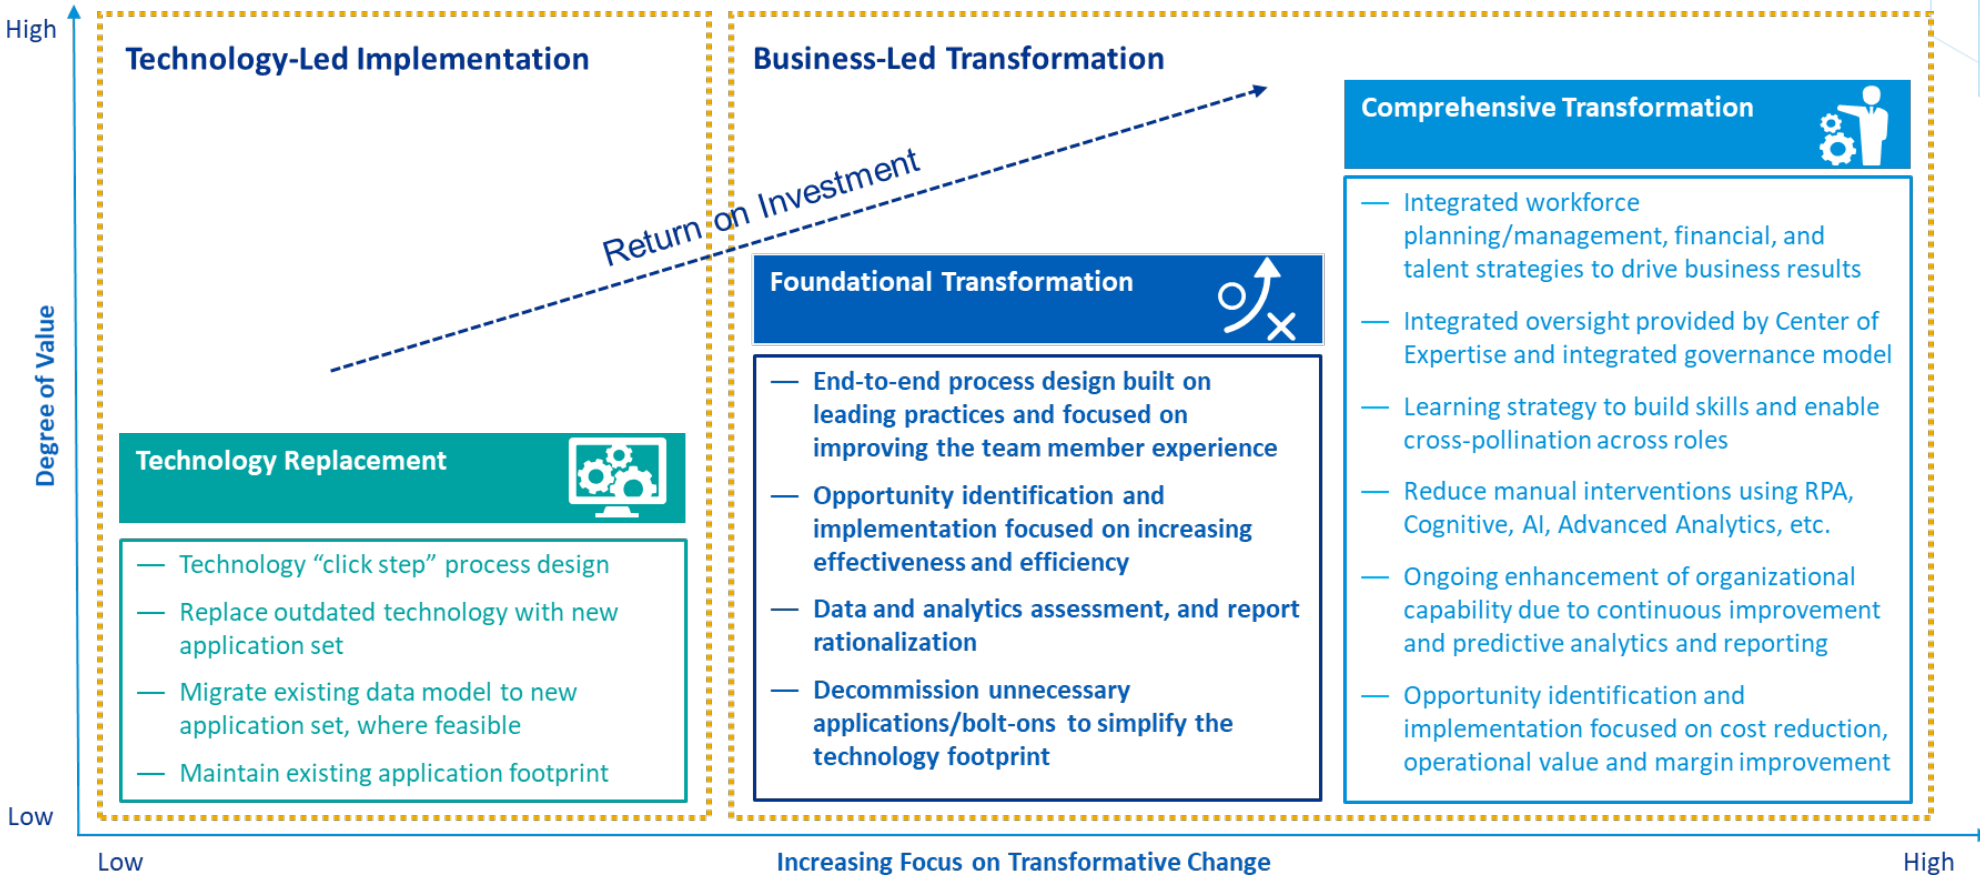 High
Technology-Led Implementation
Business-Led Transformation
Comprehensive Transformation
Return on Investment
Foundational Transformation
Technology Replacement
Degree of Value
— Technology “click step” process design
— Replace outdated technology with new
application set
— Migrate existing data model to new
application set, where feasible
— Maintain existing application footprint
— End-to-end process design built on
leading practices and focused on
improving the team member experience
— Opportunity identification and
implementation focused on increasing
effectiveness and efficiency
— Data and analytics assessment, and report
rationalization
— Decommission unnecessary
applications/bolt-ons to simplify the
technology footprint
— Integrated workforce
planning/management, financial, and
talent strategies to drive business results
— Integrated oversight provided by Center of
Expertise and integrated governance model
— Learning strategy to build skills and enable
cross-pollination across roles
— Reduce manual interventions using RPA,
Cognitive, AI, Advanced Analytics, etc.
— Ongoing enhancement of organizational
capability due to continuous improvement
and predictive analytics and reporting
— Opportunity identification and
implementation focused on cost reduction,
operational value and margin improvement
Low
Low
Increasing Focus on Transformative Change
High